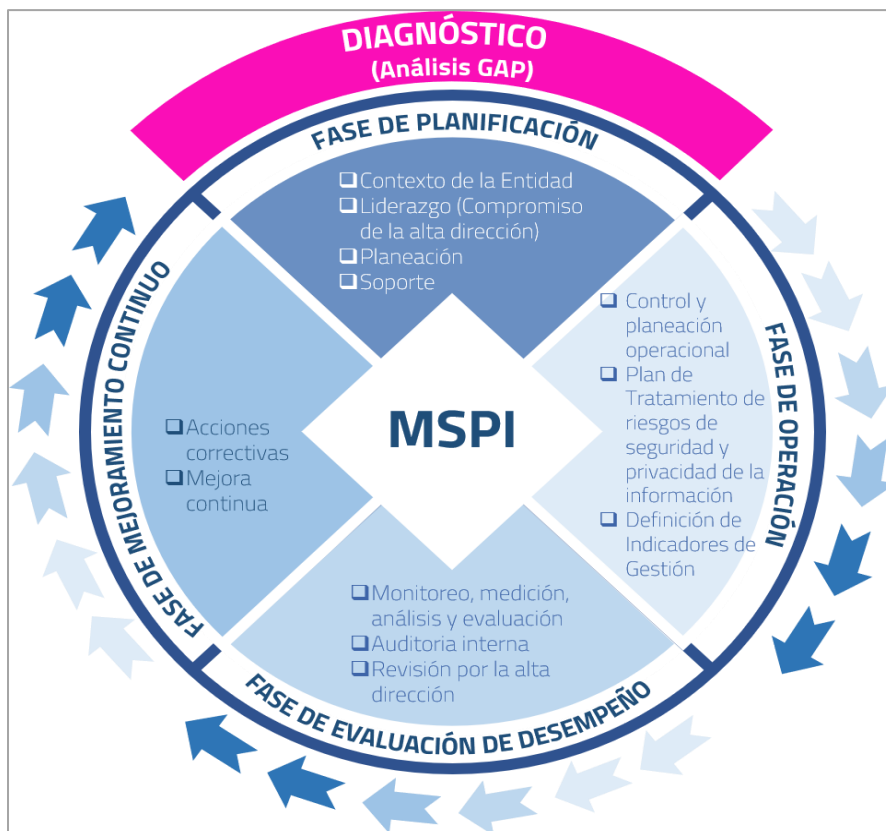 DIAGNÓSTICO
(Análisis GAP)
FASE DE PLANIFICACIÓN
❑Contexto de la Entidad
❑Liderazgo (Compromiso
de la alta dirección)
❑Planeación
❑Soporte
❑ Control y
planeación
operacional
❑ Plan de
Tratamiento de
riesgos de
seguridad y
privacidad de la
información
❑ Definición de
Indicadores de
Gestión
FASE DE OPERACIÓN
MSPI
❑Monitoreo, medición,
análisis y evaluación
❑Auditoria interna
❑Revisión por la alta
dirección
FASE DE EVALUACIÓN DE DESEMPEÑO
❑Acciones
correctivas
❑Mejora
continua
FASE DE MEJORAMIENTO CONTINUO